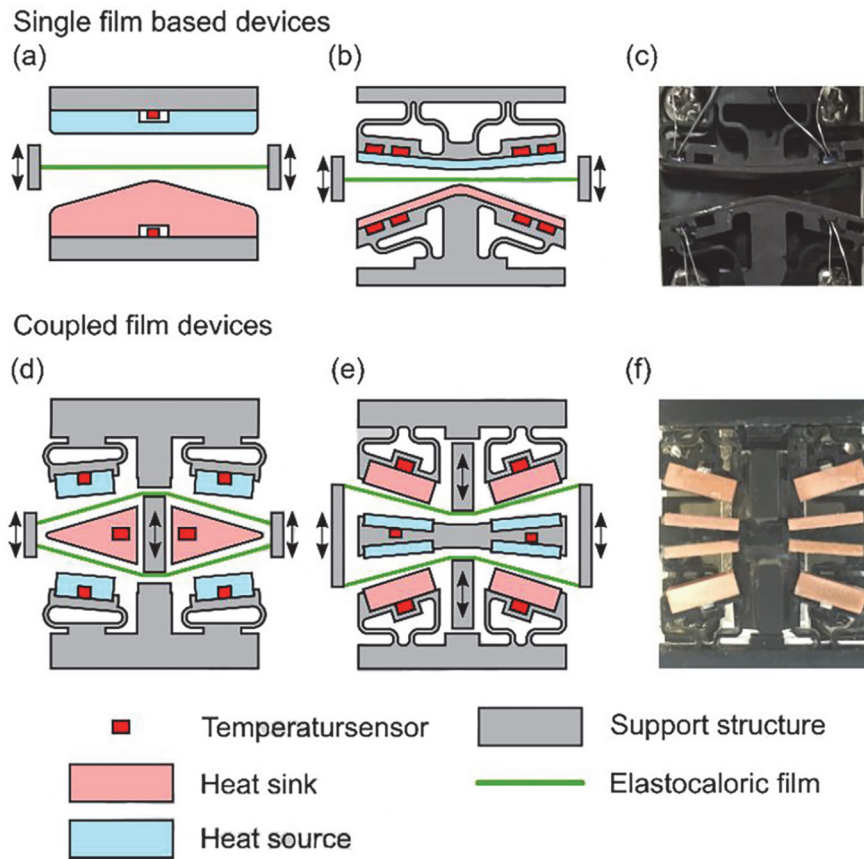 Single film based devices
(a)
(b)
(c)
Coupled film devices
(d)
(e)
(f)
Temperatursensor
Support structure
Heat sink
Elastocaloric film
Heat source